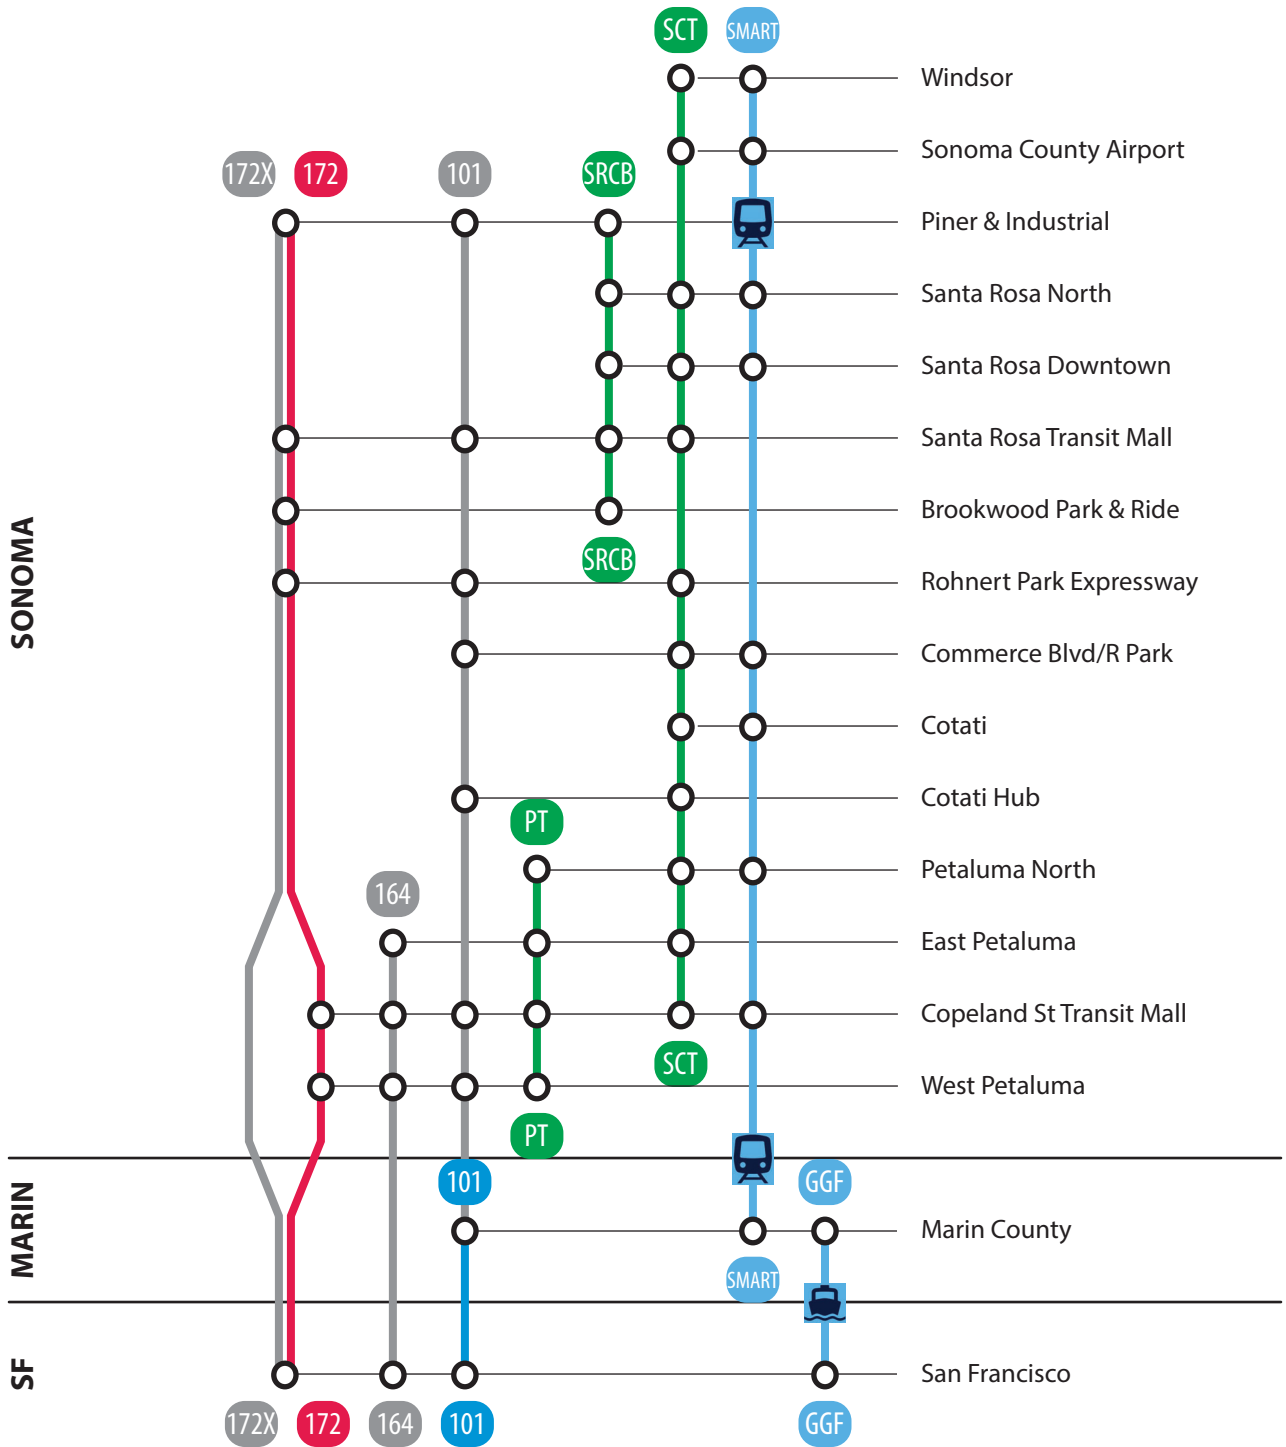 SCT SMART
Windsor
Sonoma County Airport
172X 172 101 SRCB
Piner & Industrial
Santa Rosa North
Santa Rosa Downtown
Santa Rosa Transit Mall
Brookwood Park & Ride
SRCB
SONOMA
Rohnert Park Expressway
Commerce Blvd/R Park
Cotati
Cotati Hub
PT
Petaluma North
164
East Petaluma
Copeland St Transit Mall
SCT
West Petaluma
PT
101 GGF
MARIN
Marin County
SMART
SF
San Francisco
172X 172 164 101 GGF